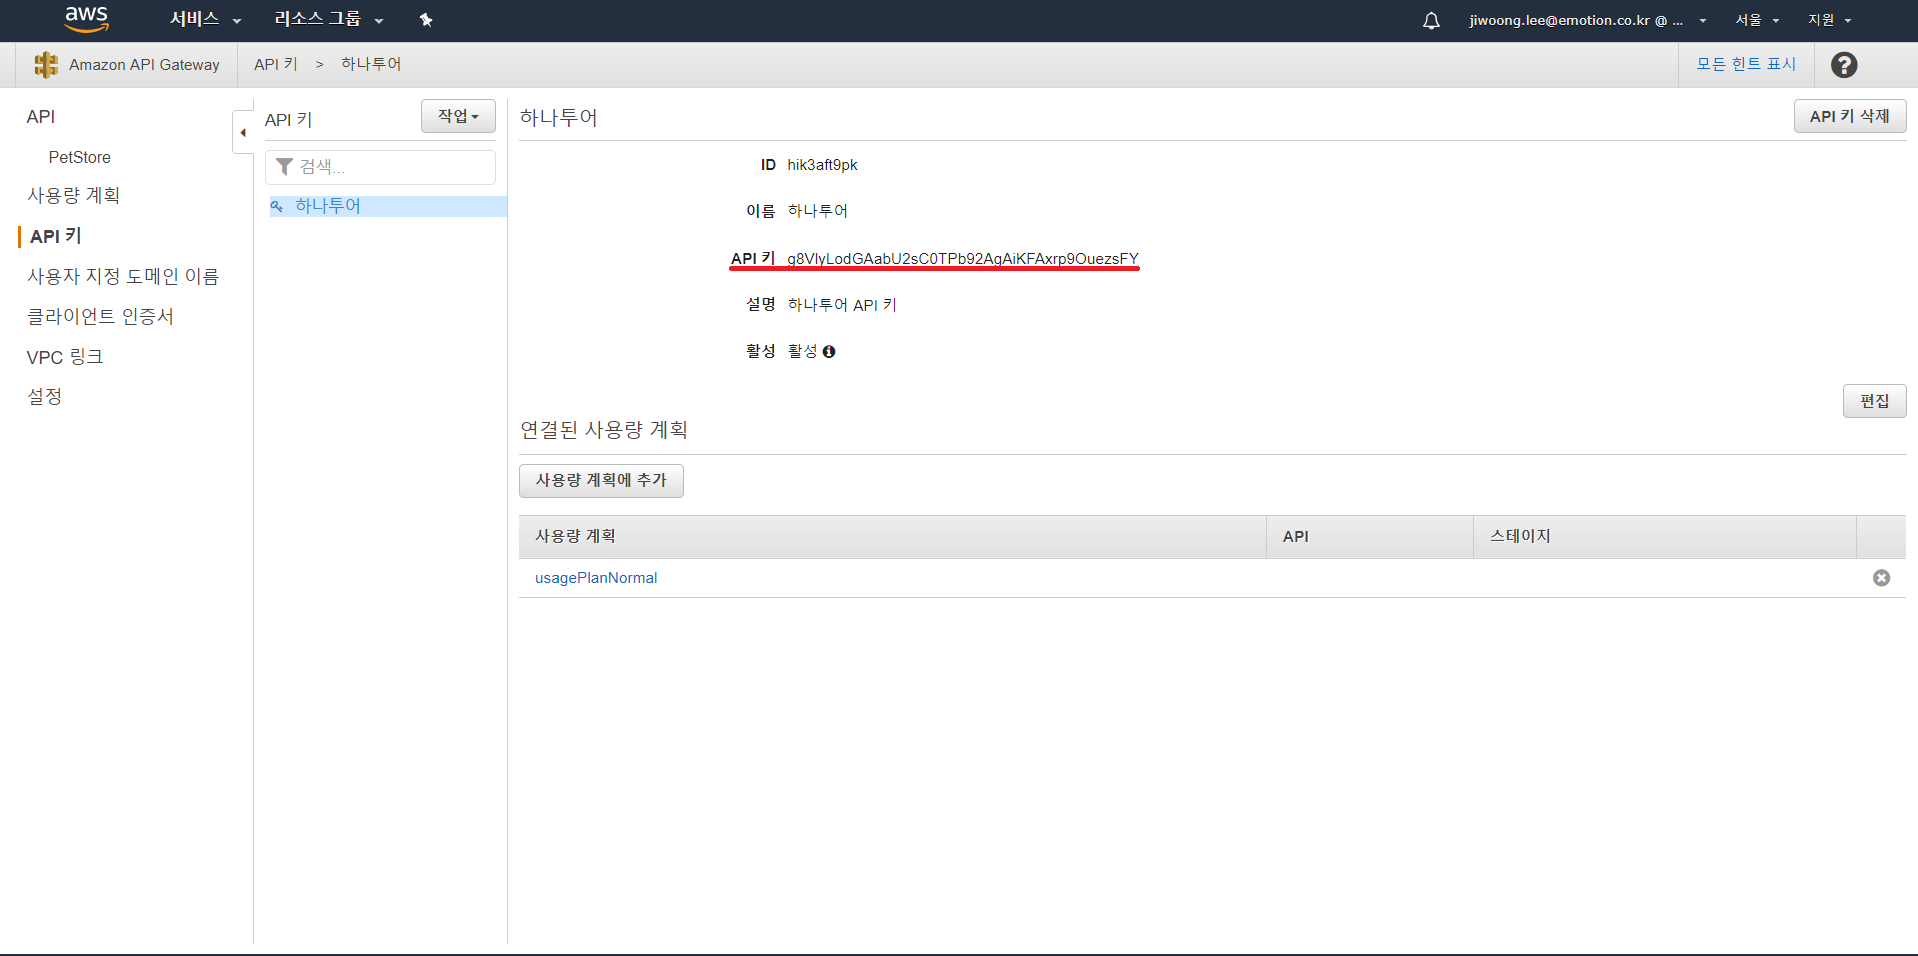 aws 서비스 리소스 그룹 jiwoong.lee@emotion.co.kr @ ... 서울 지원
Amazon API Gateway API 키 > 하나투어 모든 힌트 표시
API
PetStore
사용량 계획
API 키
사용자 지정 도메인 이름
클라이언트 인증서
VPC 링크
설정
API 키 작업
검색...
하나투어
하나투어 API 키 삭제
ID hik3aft9pk
이름 하나투어
API 키 g8VlyLodGAabU2sC0TPb92AgAiKFAxrp9OuezsFY
설명 하나투어 API 키
활성 활성
편집
연결된 사용량 계획
사용량 계획에 추가
사용량 계획 API 스테이지
usagePlanNormal